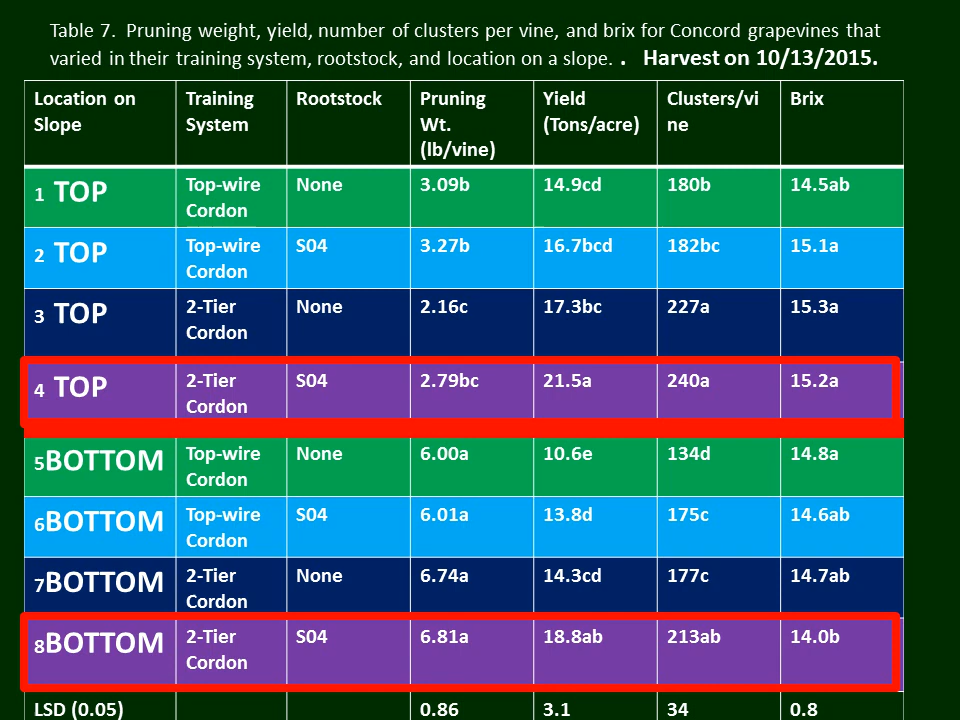 Table 7. Pruning weight, yield, number of clusters per vine, and brix for Concord grapevines that
varied in their training system, rootstock, and location on a slope. . Harvest on 10/13/2015.
Location on Slope | Training System | Rootstock | Pruning Wt. (lb/vine) | Yield (Tons/acre) | Clusters/vi ne | Brix
1 TOP | Top-wire Cordon | None | 3.09b | 14.9cd | 180b | 14.5ab
2 TOP | Top-wire Cordon | S04 | 3.27b | 16.7bcd | 182bc | 15.1a
3 TOP | 2-Tier Cordon | None | 2.16c | 17.3bc | 227a | 15.3a
4 TOP | 2-Tier Cordon | S04 | 2.79bc | 21.5a | 240a | 15.2a
5BOTTOM | Top-wire Cordon | None | 6.00a | 10.6e | 134d | 14.8a
6BOTTOM | Top-wire Cordon | S04 | 6.01a | 13.8d | 175c | 14.6ab
7BOTTOM | 2-Tier Cordon | None | 6.74a | 14.3cd | 177c | 14.7ab
8BOTTOM | 2-Tier Cordon | S04 | 6.81a | 18.8ab | 213ab | 14.0b
LSD (0.05) | 0.86 | 3.1 | 34 | 0.8